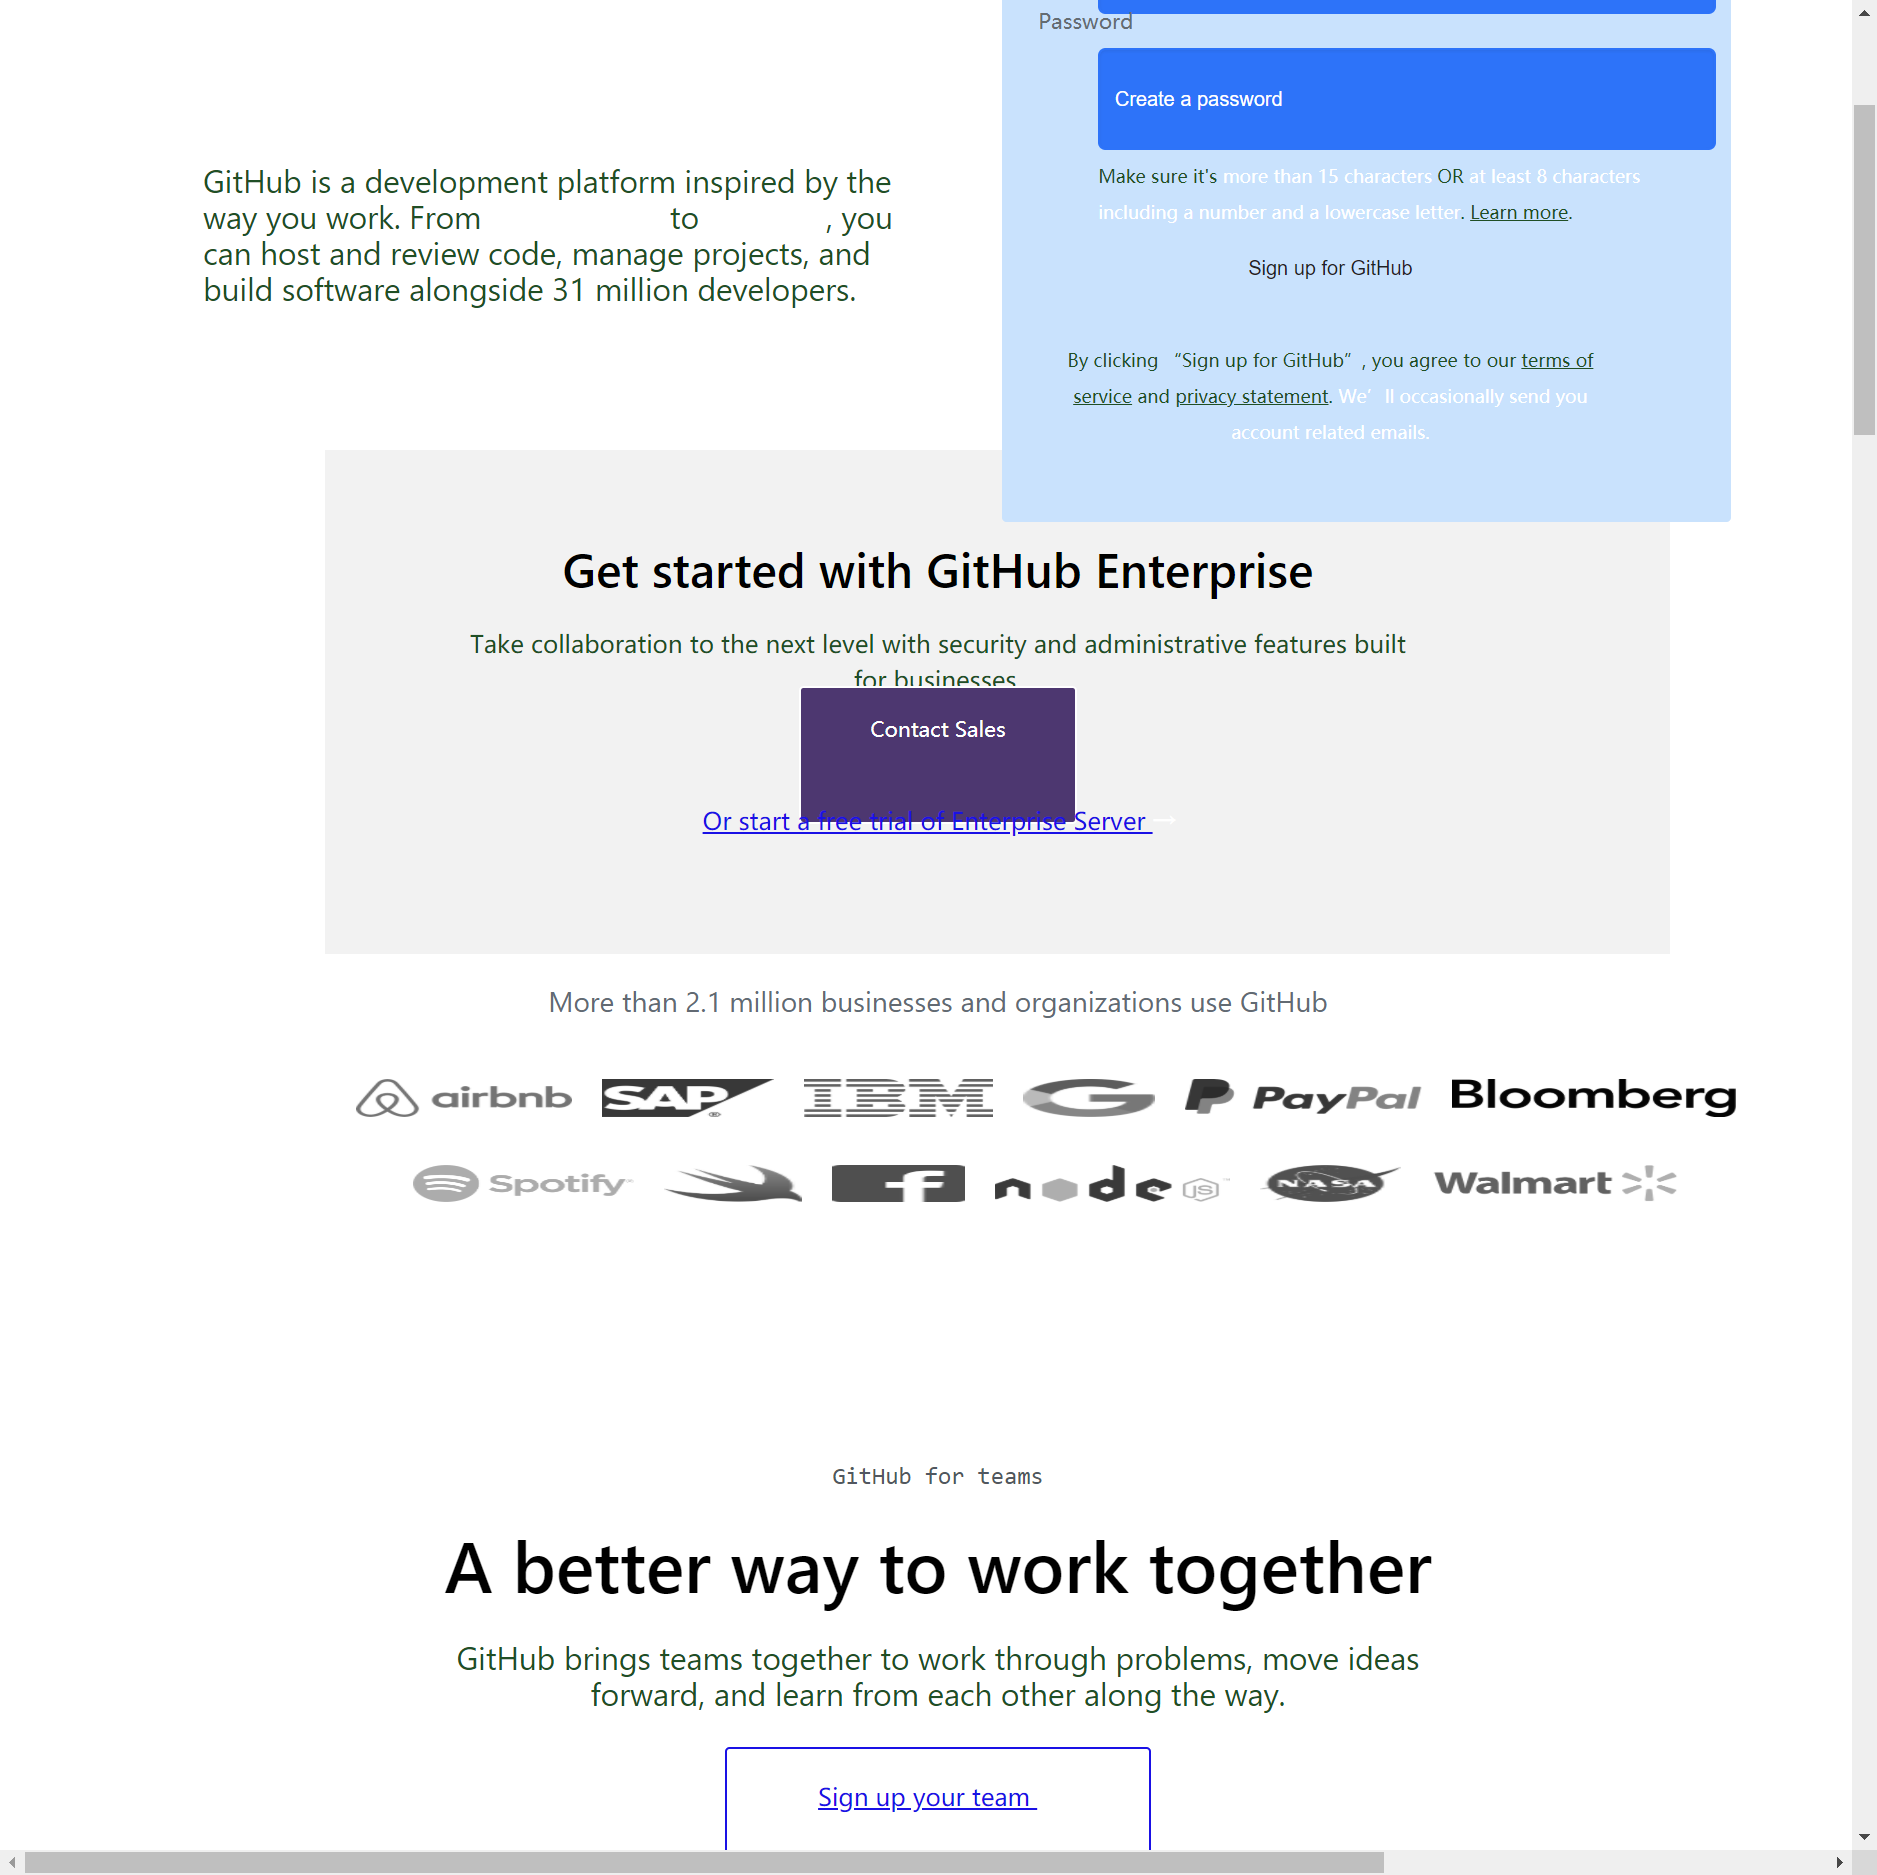 Password
Create a password
Make sure it's more than 15 characters OR at least 8 characters
including a number and a lowercase letter. Learn more.
Sign up for GitHub
By clicking “Sign up for GitHub”, you agree to our terms of
service and privacy statement. We’ll occasionally send you
account related emails.
GitHub is a development platform inspired by the
way you work. From to , you
can host and review code, manage projects, and
build software alongside 31 million developers.
Get started with GitHub Enterprise
Take collaboration to the next level with security and administrative features built
for businesses
Contact Sales
Or start a free trial of Enterprise Server →
More than 2.1 million businesses and organizations use GitHub
airbnb SAP® IBM G PayPal Bloomberg
Spotify f node JS™ NASA Walmart
GitHub for teams
A better way to work together
GitHub brings teams together to work through problems, move ideas
forward, and learn from each other along the way.
Sign up your team